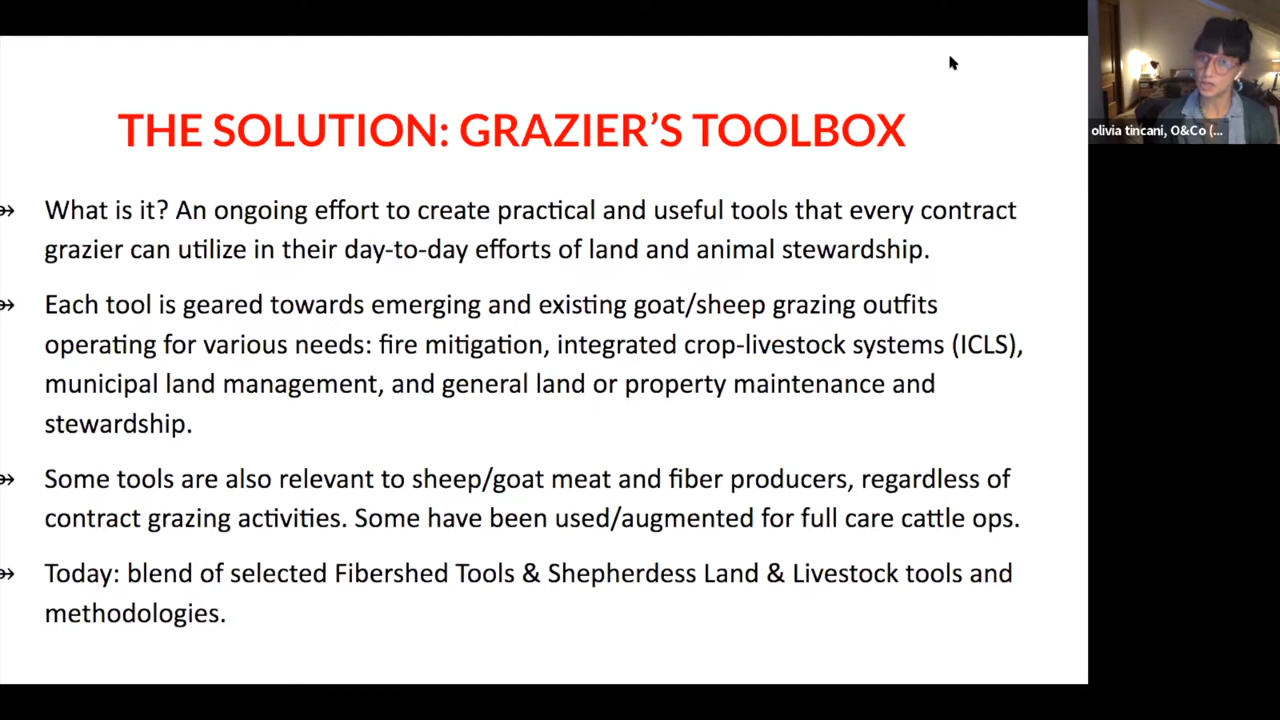 THE SOLUTION: GRAZIER’S TOOLBOX
olivia tincani, O&Co (...
What is it? An ongoing effort to create practical and useful tools that every contract
grazier can utilize in their day-to-day efforts of land and animal stewardship.
Each tool is geared towards emerging and existing goat/sheep grazing outfits
operating for various needs: fire mitigation, integrated crop-livestock systems (ICLS),
municipal land management, and general land or property maintenance and
stewardship.
Some tools are also relevant to sheep/goat meat and fiber producers, regardless of
contract grazing activities. Some have been used/augmented for full care cattle ops.
Today: blend of selected Fibershed Tools & Shepherdess Land & Livestock tools and
methodologies.